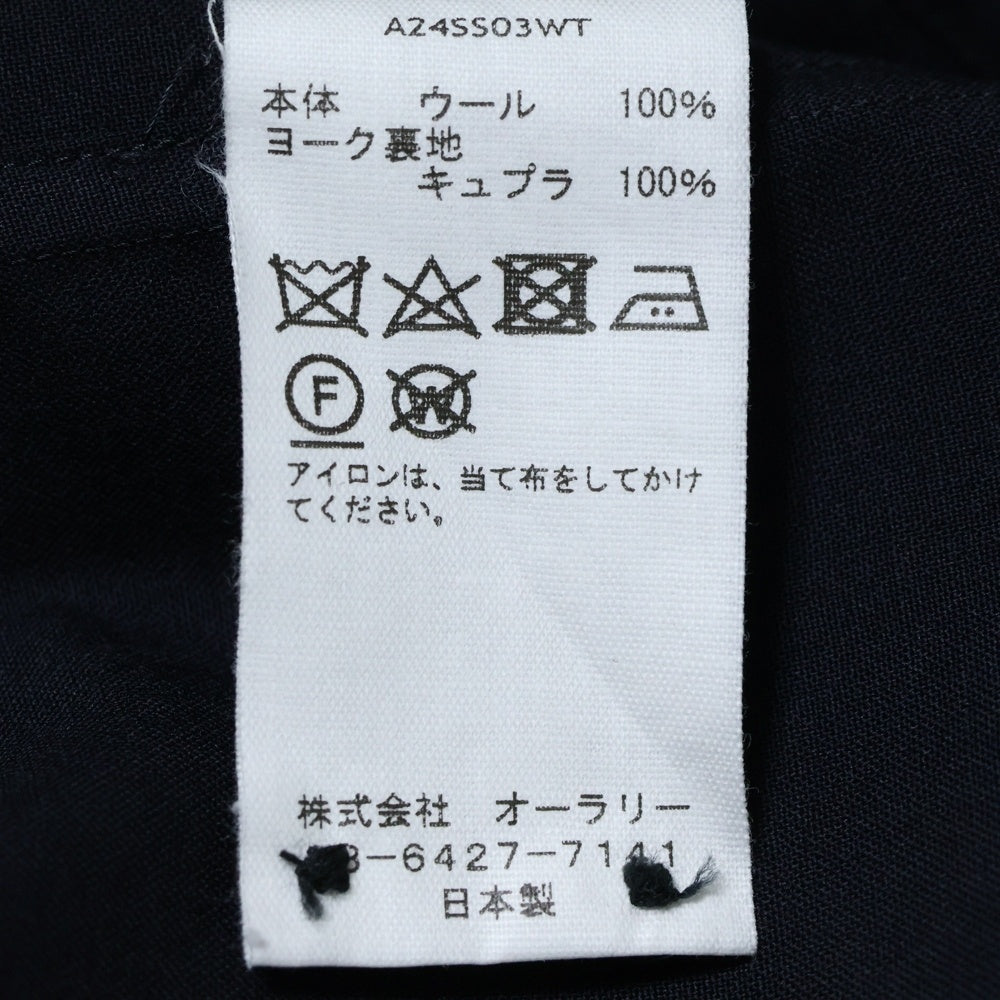 A24SS03WT
本体 ウール 100%
ヨーク裏地
キュプラ 100%
F
W
アイロンは、当て布をしてかけ
てください。
株式会社 オーラリー
3-6427-7141
日本製